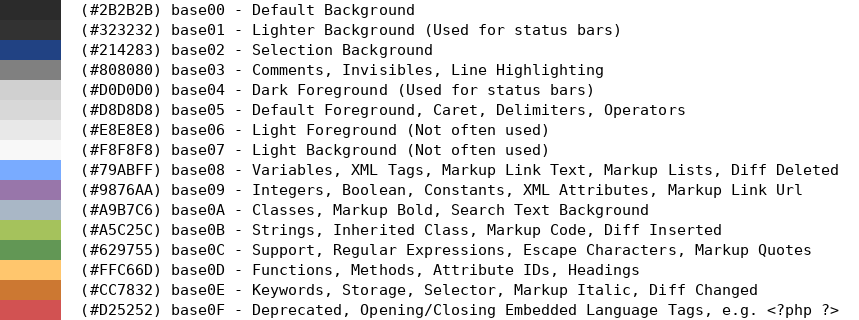 (#2B2B2B) base00 - Default Background
(#323232) base01 - Lighter Background (Used for status bars)
(#214283) base02 - Selection Background
(#808080) base03 - Comments, Invisibles, Line Highlighting
(#D0D0D0) base04 - Dark Foreground (Used for status bars)
(#D8D8D8) base05 - Default Foreground, Caret, Delimiters, Operators
(#E8E8E8) base06 - Light Foreground (Not often used)
(#F8F8F8) base07 - Light Background (Not often used)
(#79ABFF) base08 - Variables, XML Tags, Markup Link Text, Markup Lists, Diff Deleted
(#9876AA) base09 - Integers, Boolean, Constants, XML Attributes, Markup Link Url
(#A9B7C6) base0A - Classes, Markup Bold, Search Text Background
(#A5C25C) base0B - Strings, Inherited Class, Markup Code, Diff Inserted
(#629755) base0C - Support, Regular Expressions, Escape Characters, Markup Quotes
(#FFC66D) base0D - Functions, Methods, Attribute IDs, Headings
(#CC7832) base0E - Keywords, Storage, Selector, Markup Italic, Diff Changed
(#D25252) base0F - Deprecated, Opening/Closing Embedded Language Tags, e.g. <?php ?>